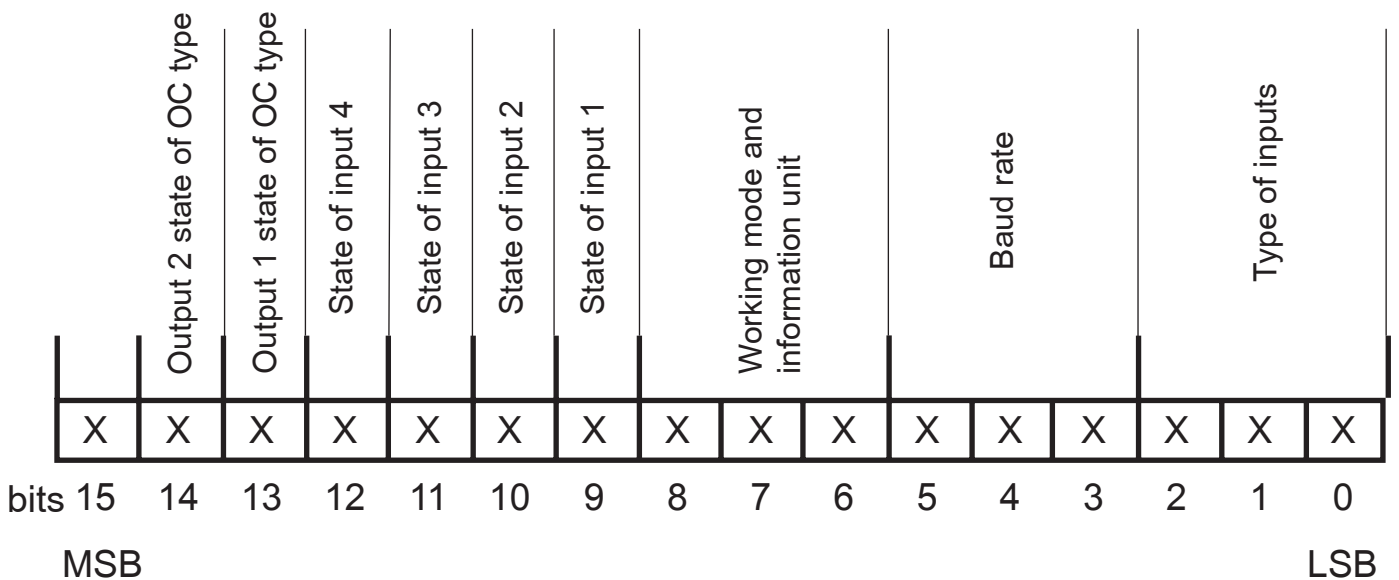 Output 2 state of OC type
Output 1 state of OC type
State of input 4
State of input 3
State of input 2
State of input 1
Working mode and
information unit
Baud rate
Type of inputs
X X X X X X X X X X X X X X X X
bits 15 14 13 12 11 10 9 8 7 6 5 4 3 2 1 0
MSB LSB